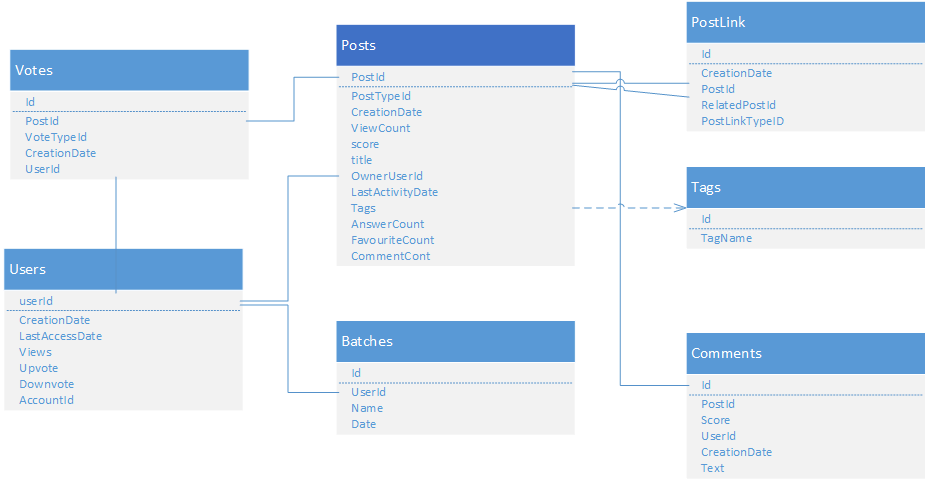 Votes
Id
PostId
VoteTypeId
CreationDate
UserId
Users
userId
CreationDate
LastAccessDate
Views
Upvote
Downvote
AccountId
Posts
PostId
PostTypeId
CreationDate
ViewCount
score
title
OwnerUserId
LastActivityDate
Tags
AnswerCount
FavouriteCount
CommentCont
Batches
Id
UserId
Name
Date
PostLink
Id
CreationDate
PostId
RelatedPostId
PostLinkTypeID
Tags
Id
TagName
Comments
Id
PostId
Score
UserId
CreationDate
Text